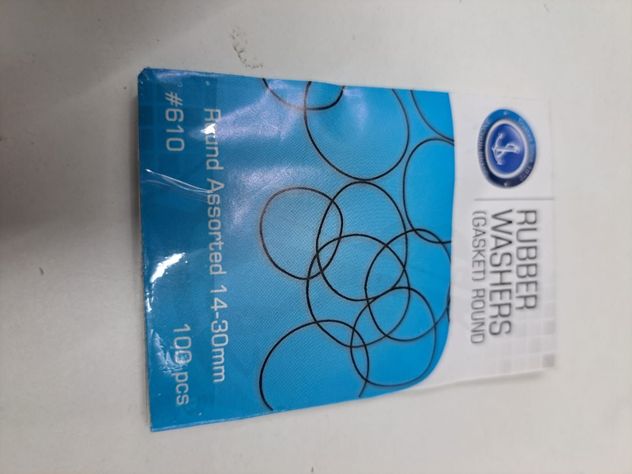 RUBBER
WASHERS
(GASKET) ROUND
Round Assorted 14-30mm
#610
100 pcs